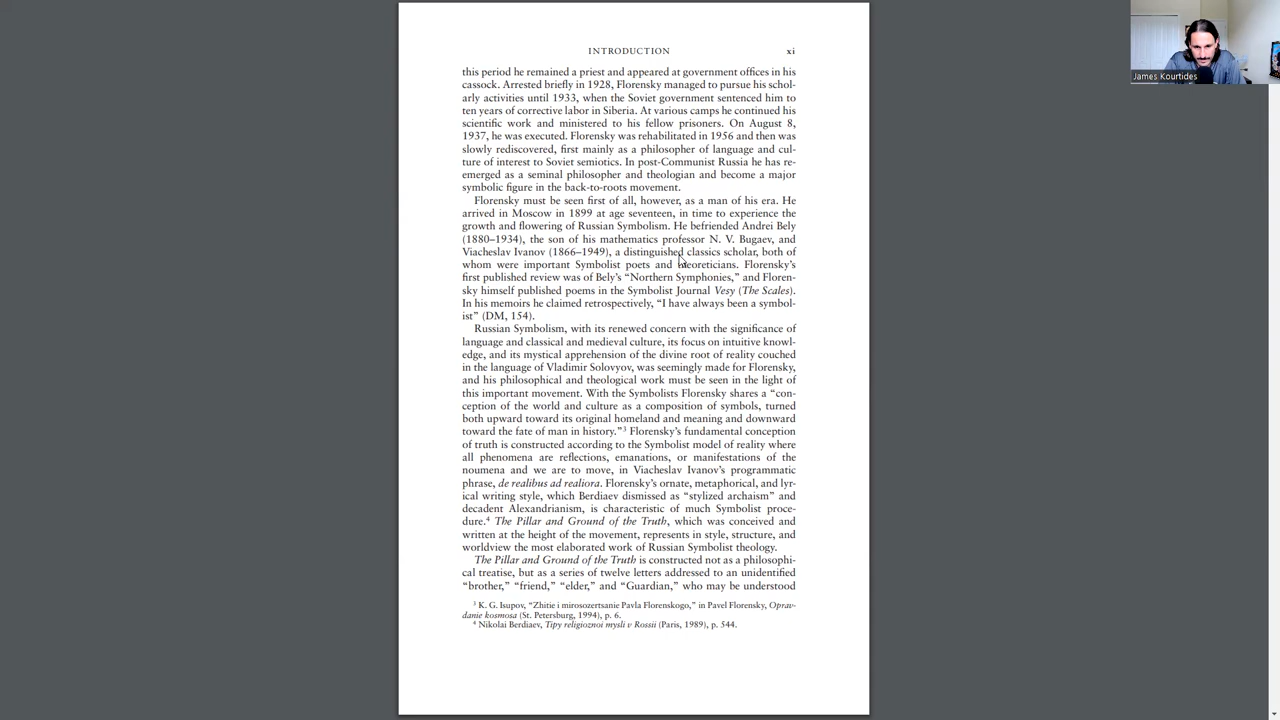 INTRODUCTION xi
this period he remained a priest and appeared at government offices in his
cassock. Arrested briefly in 1928, Florensky managed to pursue his schol-
arly activities until 1933, when the Soviet government sentenced him to
ten years of corrective labor in Siberia. At various camps he continued his
scientific work and ministered to his fellow prisoners. On August 8,
1937, he was executed. Florensky was rehabilitated in 1956 and then was
slowly rediscovered, first mainly as a philosopher of language and cul-
ture of interest to Soviet semiotics. In post-Communist Russia he has re-
emerged as a seminal philosopher and theologian and become a major
symbolic figure in the back-to-roots movement.
Florensky must be seen first of all, however, as a man of his era. He
arrived in Moscow in 1899 at age seventeen, in time to experience the
growth and flowering of Russian Symbolism. He befriended Andrei Bely
(1880–1934), the son of his mathematics professor N. V. Bugaev, and
Viacheslav Ivanov (1866–1949), a distinguished classics scholar, both of
whom were important Symbolist poets and theoreticians. Florensky's
first published review was of Bely's “Northern Symphonies,” and Floren-
sky himself published poems in the Symbolist Journal Vesy (The Scales).
In his memoirs he claimed retrospectively, “I have always been a symbol-
ist” (DM, 154).
Russian Symbolism, with its renewed concern with the significance of
language and classical and medieval culture, its focus on intuitive knowl-
edge, and its mystical apprehension of the divine root of reality couched
in the language of Vladimir Solovyov, was seemingly made for Florensky,
and his philosophical and theological work must be seen in the light of
this important movement. With the Symbolists Florensky shares a “con-
ception of the world and culture as a composition of symbols, turned
both upward toward its original homeland and meaning and downward
toward the fate of man in history.”³ Florensky's fundamental conception
of truth is constructed according to the Symbolist model of reality where
all phenomena are reflections, emanations, or manifestations of the
noumena and we are to move, in Viacheslav Ivanov's programmatic
phrase, de realibus ad realiora. Florensky's ornate, metaphorical, and lyr-
ical writing style, which Berdiaev dismissed as “stylized archaism” and
decadent Alexandrianism, is characteristic of much Symbolist proce-
dure.⁴ The Pillar and Ground of the Truth, which was conceived and
written at the height of the movement, represents in style, structure, and
worldview the most elaborated work of Russian Symbolist theology.
The Pillar and Ground of the Truth is constructed not as a philosophi-
cal treatise, but as a series of twelve letters addressed to an unidentified
“brother,” “friend,” “elder,” and “Guardian,” who may be understood
³ K. G. Isupov, “Zhitie i mirosozertsanie Pavla Florenskogo,” in Pavel Florensky, Oprav-
danie kosmosa (St. Petersburg, 1994), p. 6.
⁴ Nikolai Berdiaev, Tipy religioznoi mysli v Rossii (Paris, 1989), p. 544.
James Kourtides